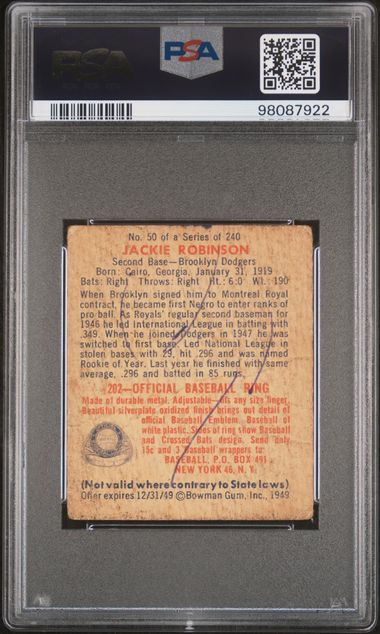 PSA
PSA
98087922
No. 50 of a Series of 240
JACKIE ROBINSON
Second Base—Brooklyn Dodgers
Born: Cairo, Georgia, January 31, 1919
Bats: Right Throws: Right Ht.: 6:0 Wt.: 190
When Brooklyn signed him to Montreal Royal
contract, he became first Negro to enter ranks of
pro ball. As Royals' regular second baseman for
1946 he led International League in batting with
.349. When he joined Dodgers in 1947 he was
switched to first base. Led National League in
stolen bases with 29, hit .296 and was named
Rookie of Year. Last year he finished with same
average, .296 and batted in 85 runs.
202—OFFICIAL BASEBALL RING
Made of durable metal. Adjustable—fits any size finger.
Beautiful silverplate oxidized finish brings out detail of
official Baseball Emblem. Baseball of
white plastic. Sides of ring show Baseball
and Crossed Bats design. Send only
15c and 3 Baseball wrappers to:
BASEBALL, P.O. BOX 491,
NEW YORK 46, N. Y.
(Not valid where contrary to State laws)
Offer expires 12/31/49 ©Bowman Gum, Inc., 1949